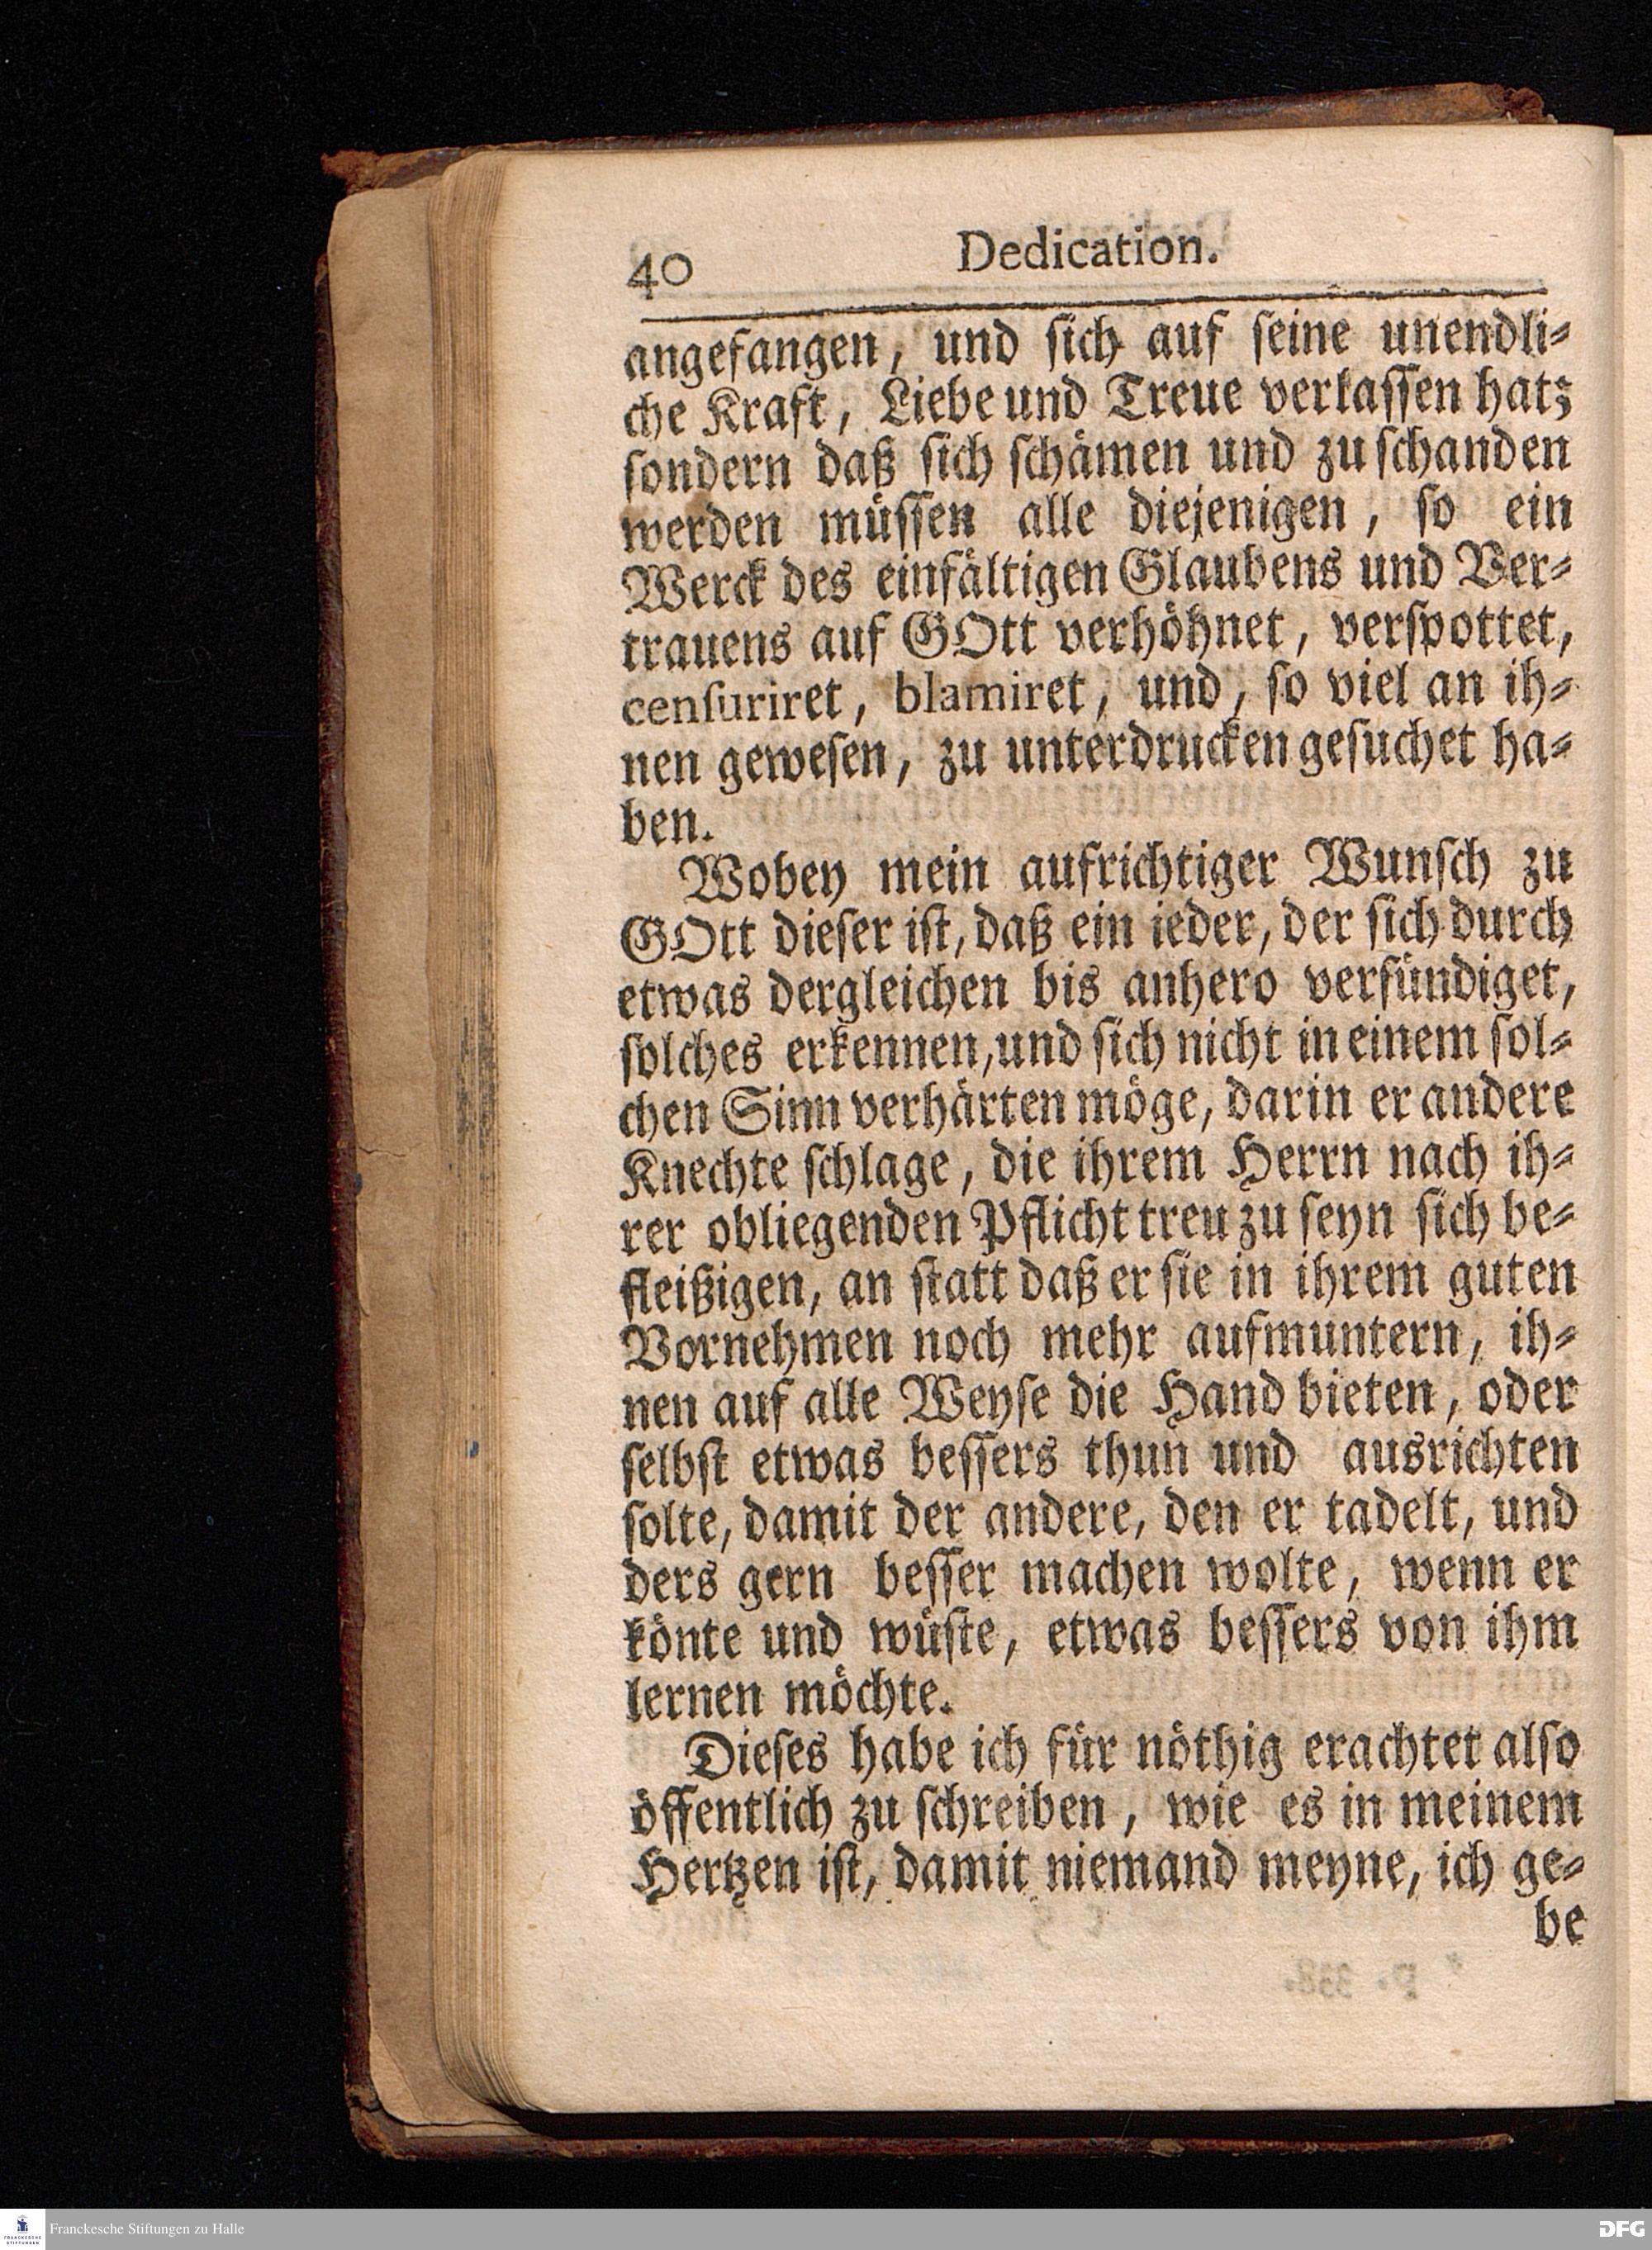 40 Dedication.
angefangen, und ſich auf ſeine unendli⸗
che Kraft, Liebe und Treue verlaſſen hat;
ſondern daß ſich ſchämen und zu ſchanden
werden müſſen alle diejenigen, ſo ein
Werck des einfältigen Glaubens und Ver⸗
trauens auf GOtt verhöhnet, verſpottet,
cenſuriret, blamiret, und, ſo viel an ih⸗
nen geweſen, zu unterdrucken geſuchet ha⸗
ben.
Wobey mein aufrichtiger Wunſch zu
GOtt dieſer iſt, daß ein ieder, der ſich durch
etwas dergleichen bis anhero verſündiget,
ſolches erkennen, und ſich nicht in einem ſol⸗
chen Sinn verhärten möge, darin er andere
Knechte ſchlage, die ihrem Herrn nach ih⸗
rer obliegenden Pflicht treu zu ſeyn ſich be⸗
fleißigen, an ſtatt daß er ſie in ihrem guten
Vornehmen noch mehr aufmuntern, ih⸗
nen auf alle Weyſe die Hand bieten, oder
ſelbſt etwas beſſers thun und ausrichten
ſolte, damit der andere, den er tadelt, und
ders gern beſſer machen wolte, wenn er
könte und wüſte, etwas beſſers von ihm
lernen möchte.
Dieſes habe ich für nöthig erachtet alſo
öffentlich zu ſchreiben, wie es in meinem
Hertzen iſt, damit niemand meyne, ich ge⸗
be
FRANCKESCHE STIFTUNGEN
Franckesche Stiftungen zu Halle
DFG